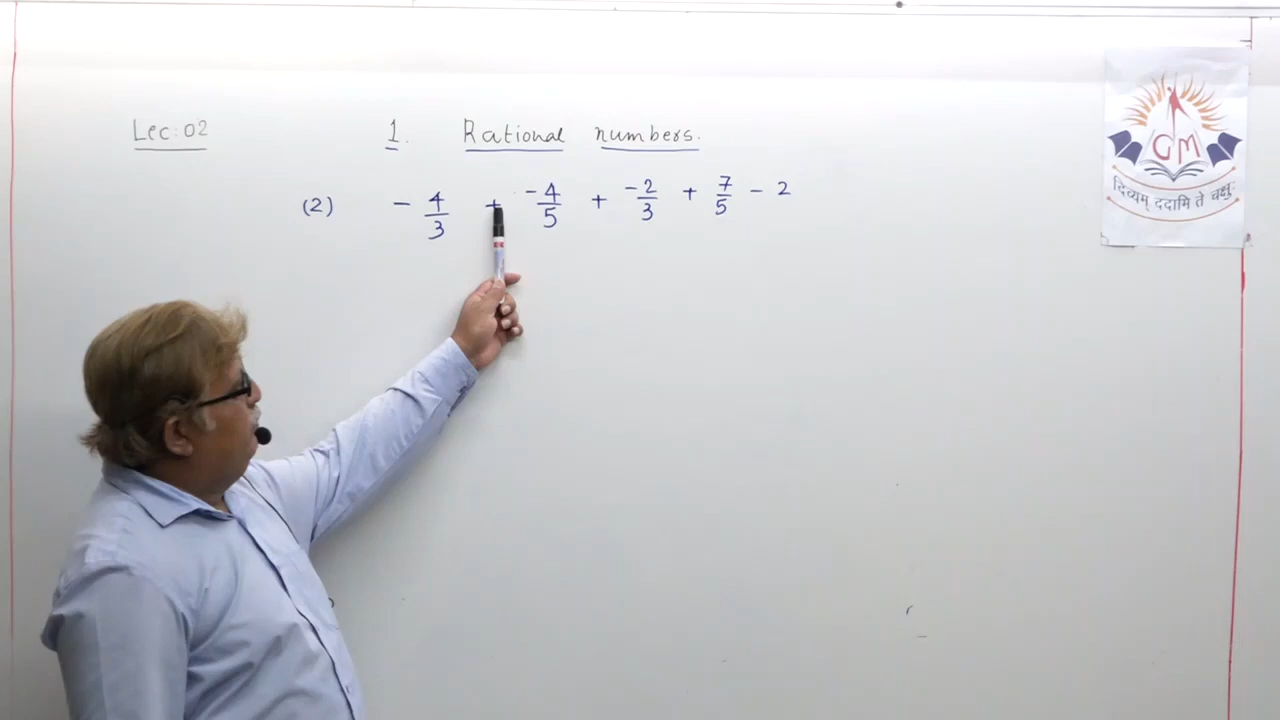 Lec:02 1. Rational numbers.
(2) - 4/3 + -4/5 + -2/3 + 7/5 - 2
GM
दिव्यम् ददामि ते चक्षुः